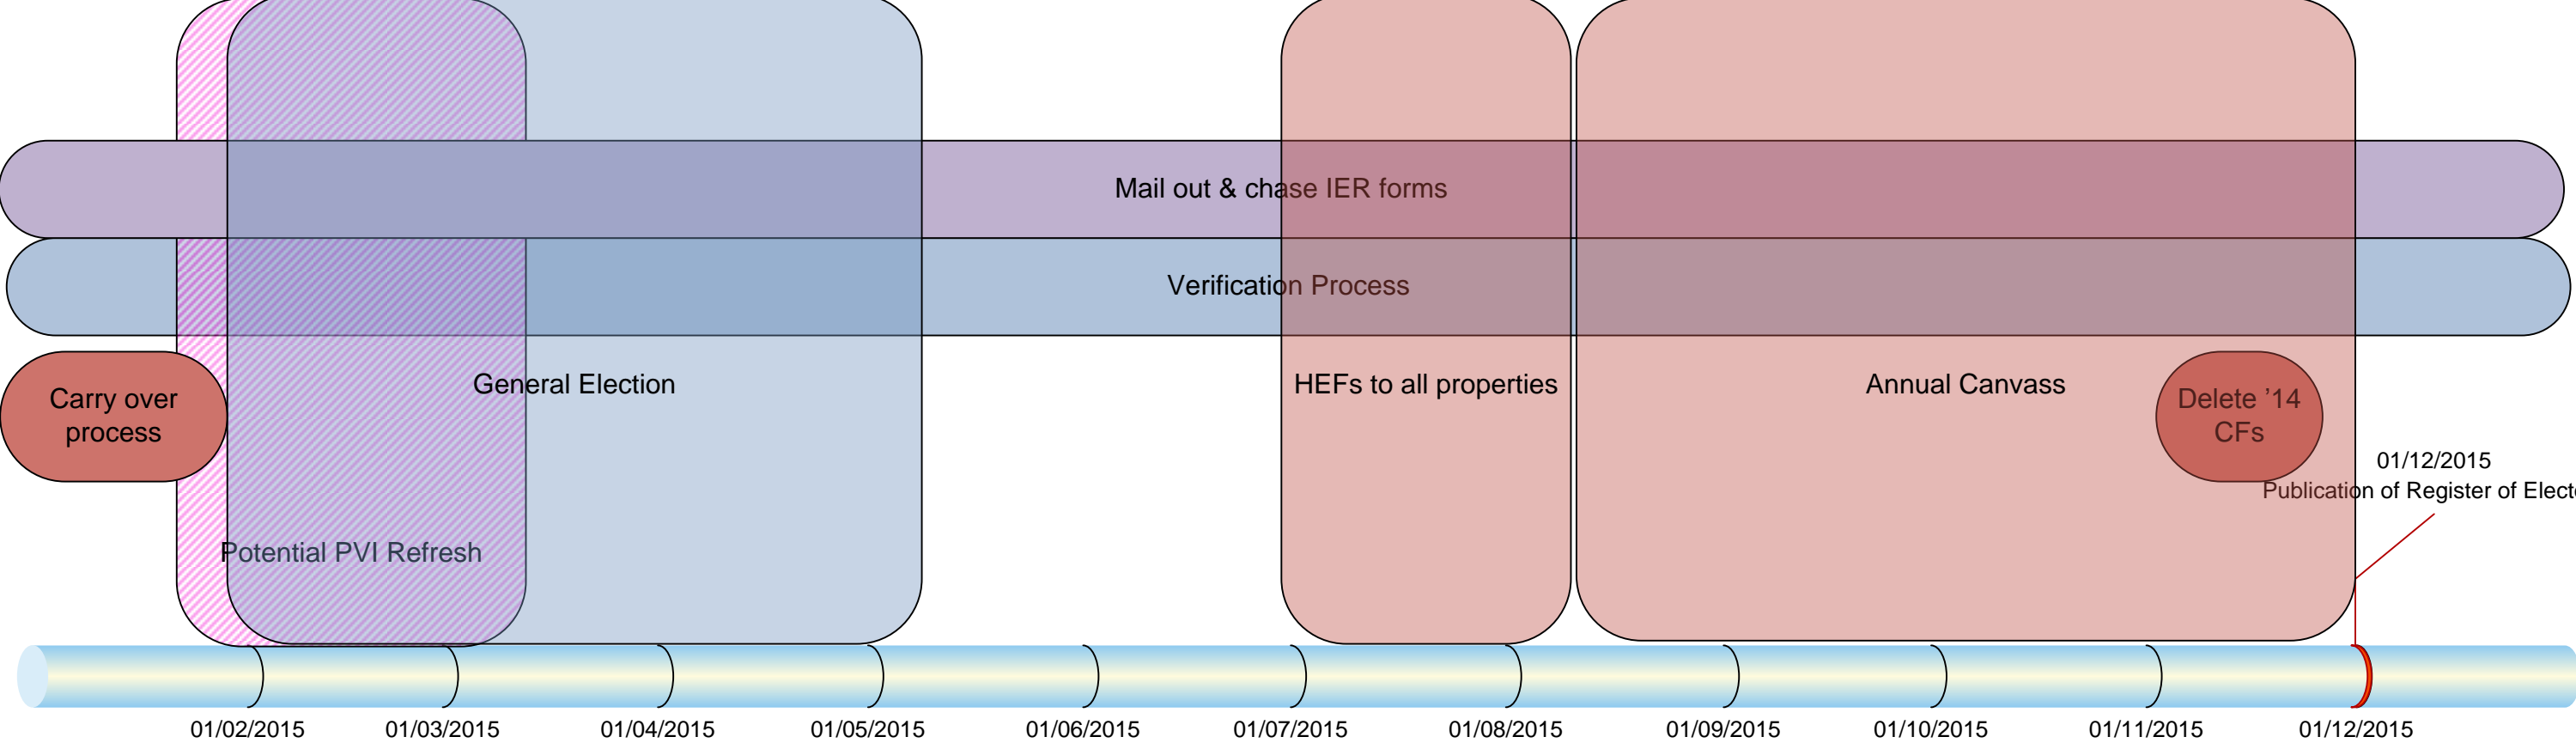 Mail out & chase IER forms
Verification Process
General Election
HEFs to all properties
Annual Canvass
Carry over
process
Delete ’14
CFs
01/12/2015
Publication of Register of Elect
Potential PVI Refresh
01/02/2015
01/03/2015
01/04/2015
01/05/2015
01/06/2015
01/07/2015
01/08/2015
01/09/2015
01/10/2015
01/11/2015
01/12/2015